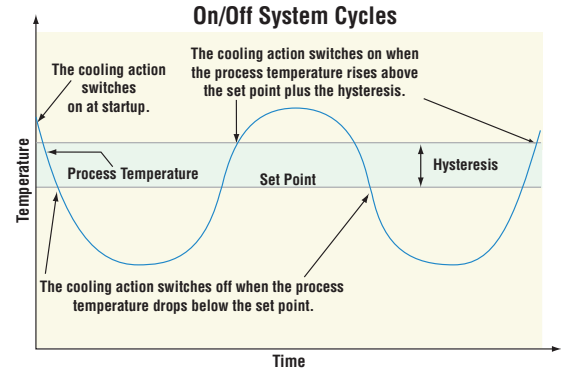 On/Off System Cycles
The cooling action
switches
on at startup.
The cooling action switches on when
the process temperature rises above
the set point plus the hysteresis.
Process Temperature
Set Point
Hysteresis
Temperature
The cooling action switches off when the process
temperature drops below the set point.
Time